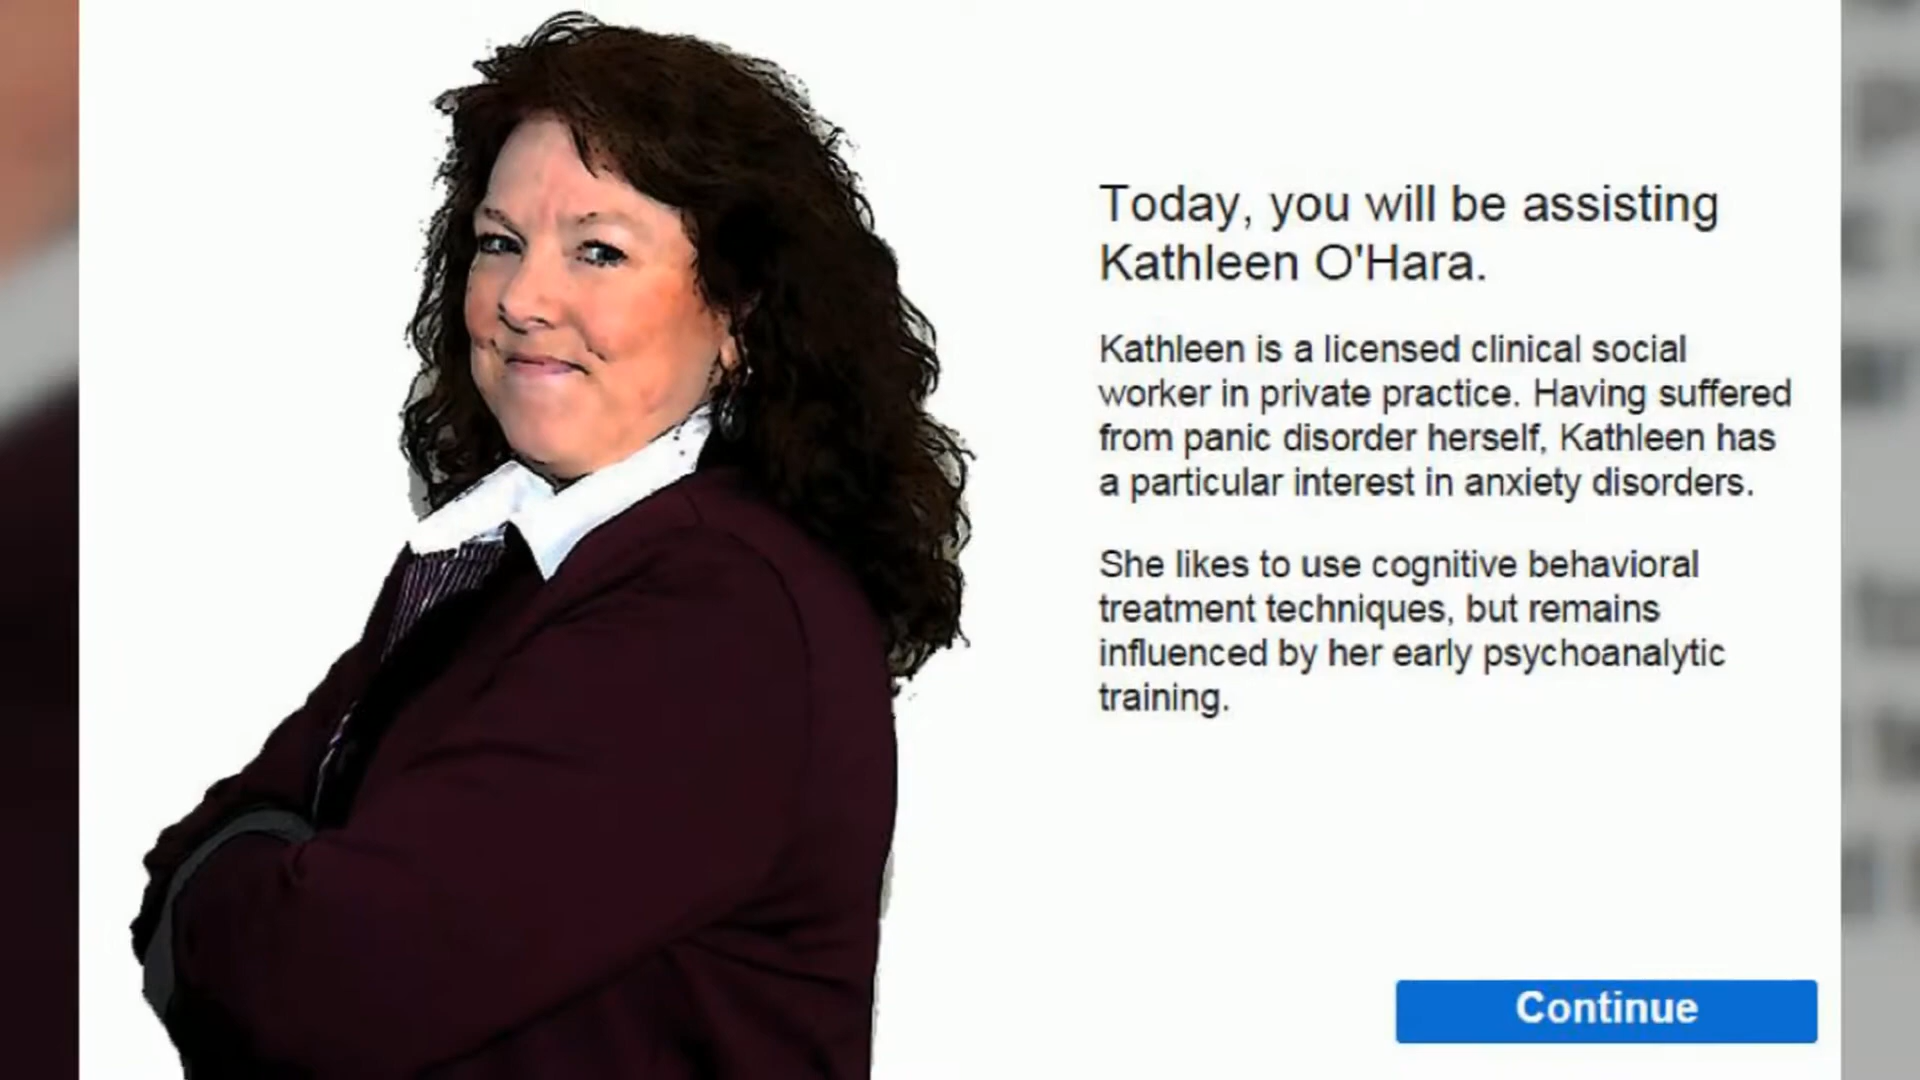 Today, you will be assisting
Kathleen O'Hara.
Kathleen is a licensed clinical social
worker in private practice. Having suffered
from panic disorder herself, Kathleen has
a particular interest in anxiety disorders.
She likes to use cognitive behavioral
treatment techniques, but remains
influenced by her early psychoanalytic
training.
Continue